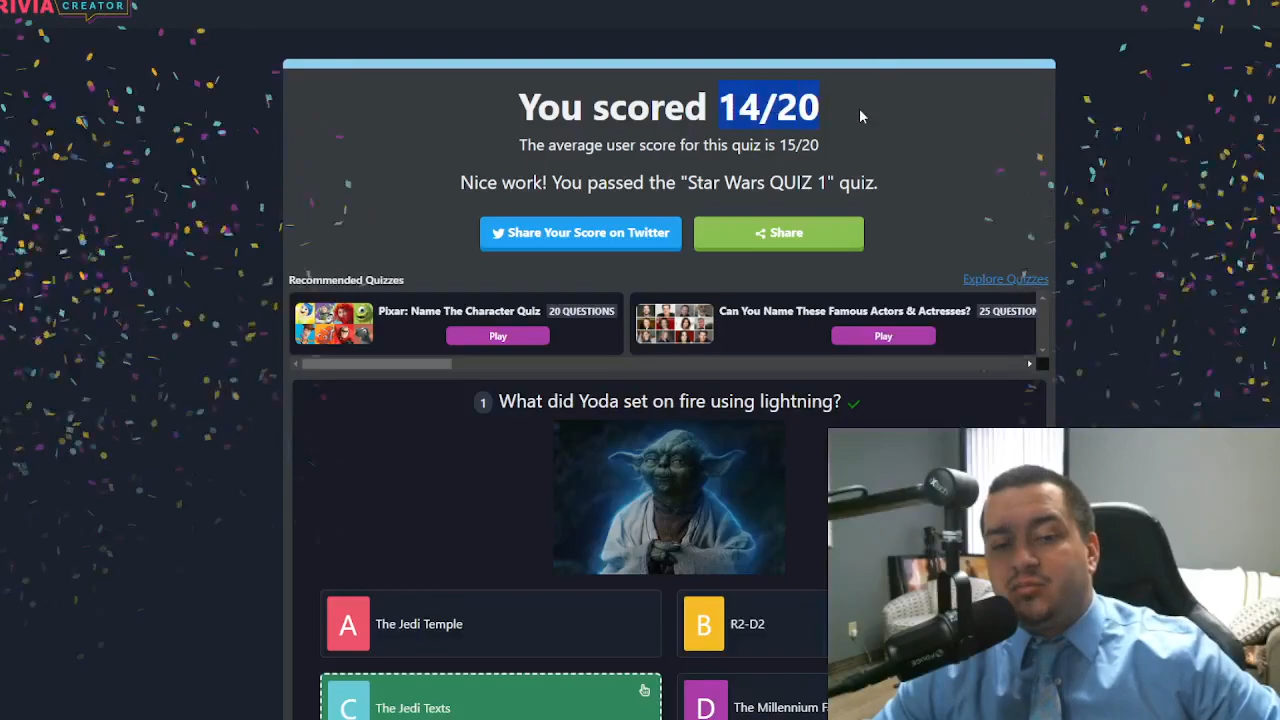 RIVIA CREATOR
You scored 14/20
The average user score for this quiz is 15/20
Nice work! You passed the "Star Wars QUIZ 1" quiz.
Share Your Score on Twitter
Share
Recommended Quizzes
Explore Quizzes
Pixar: Name The Character Quiz 20 QUESTIONS
Play
Can You Name These Famous Actors & Actresses? 25 QUESTION
Play
1 What did Yoda set on fire using lightning?
A The Jedi Temple
B R2-D2
C The Jedi Texts
D The Millennium F